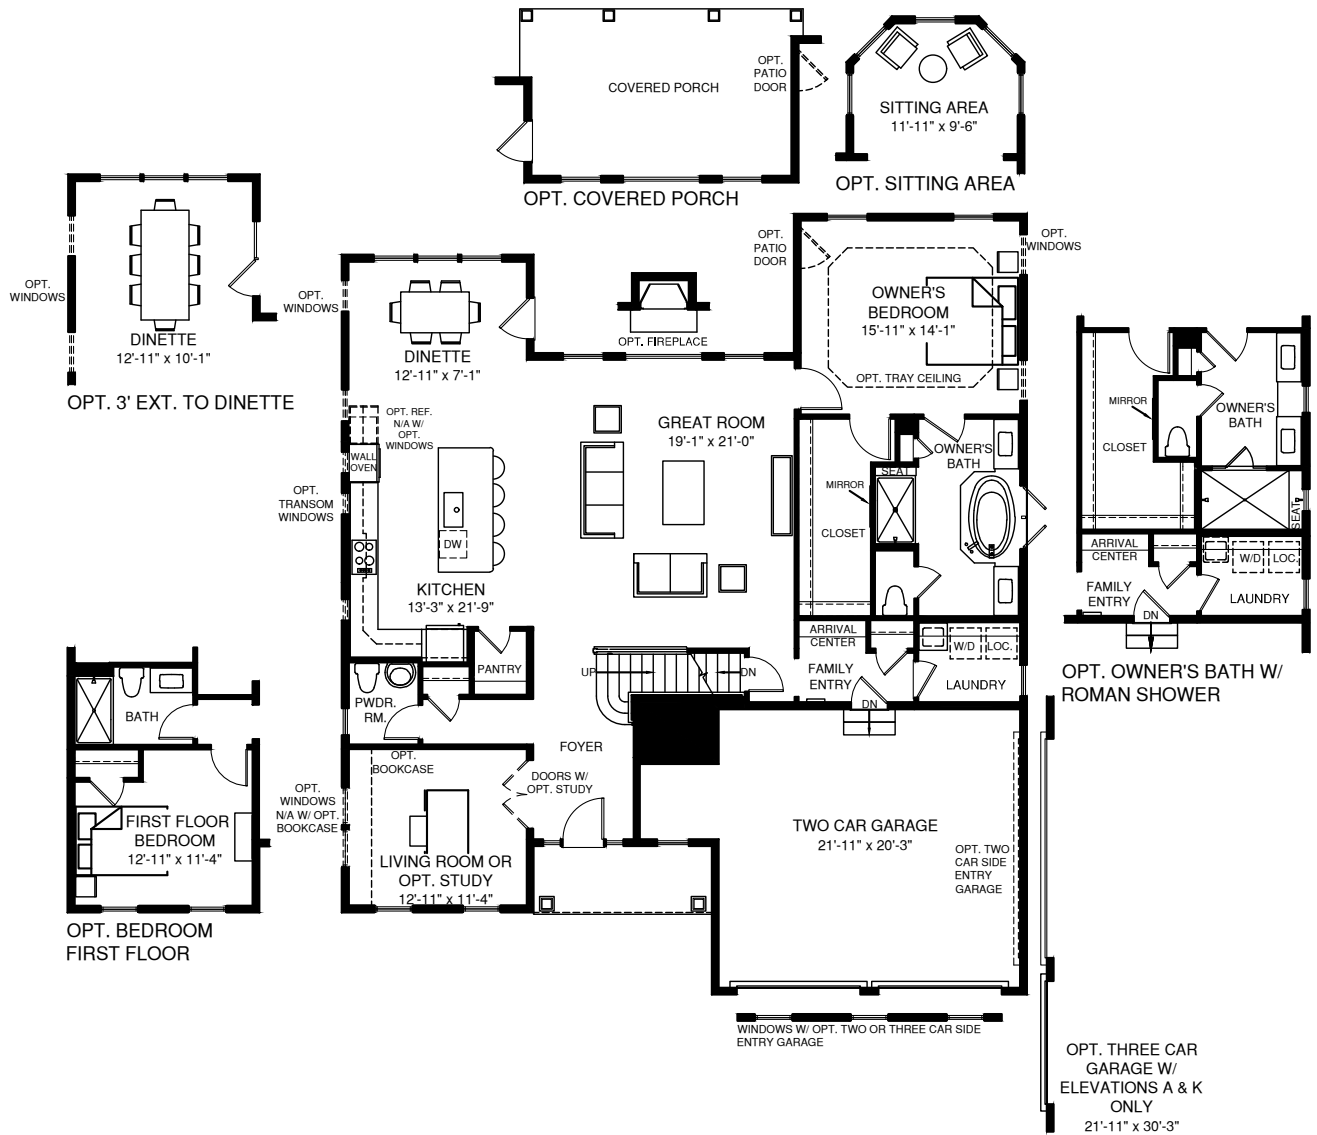 COVERED PORCH
OPT.
PATIO
DOOR
OPT. COVERED PORCH
SITTING AREA
11'-11" x 9'-6"
OPT. SITTING AREA
OPT.
WINDOWS
DINETTE
12'-11" x 10'-1"
OPT. 3' EXT. TO DINETTE
OPT.
WINDOWS
DINETTE
12'-11" x 7'-1"
OPT. FIREPLACE
OPT.
PATIO
DOOR
OPT.
WINDOWS
OWNER'S
BEDROOM
15'-11" x 14'-1"
OPT. TRAY CEILING
OPT. REF.
N/A W/
OPT.
WINDOWS
WALL
OVEN
OPT.
TRANSOM
WINDOWS
DW
KITCHEN
13'-3" x 21'-9"
GREAT ROOM
19'-1" x 21'-0"
OWNER'S
BATH
SEAT
MIRROR
CLOSET
MIRROR
CLOSET
OWNER'S
BATH
SEAT
ARRIVAL
CENTER
W/D
LOC.
FAMILY
ENTRY
LAUNDRY
DN
OPT. OWNER'S BATH W/
ROMAN SHOWER
ARRIVAL
CENTER
W/D
LOC.
FAMILY
ENTRY
LAUNDRY
DN
PANTRY
UP
DN
PWDR.
RM.
FOYER
BATH
FIRST FLOOR
BEDROOM
12'-11" x 11'-4"
OPT. BEDROOM
FIRST FLOOR
OPT.
BOOKCASE
OPT.
WINDOWS
N/A W/ OPT.
BOOKCASE
DOORS W/
OPT. STUDY
LIVING ROOM OR
OPT. STUDY
12'-11" x 11'-4"
TWO CAR GARAGE
21'-11" x 20'-3"
OPT. TWO
CAR SIDE
ENTRY
GARAGE
WINDOWS W/ OPT. TWO OR THREE CAR SIDE
ENTRY GARAGE
OPT. THREE CAR
GARAGE W/
ELEVATIONS A & K
ONLY
21'-11" x 30'-3"